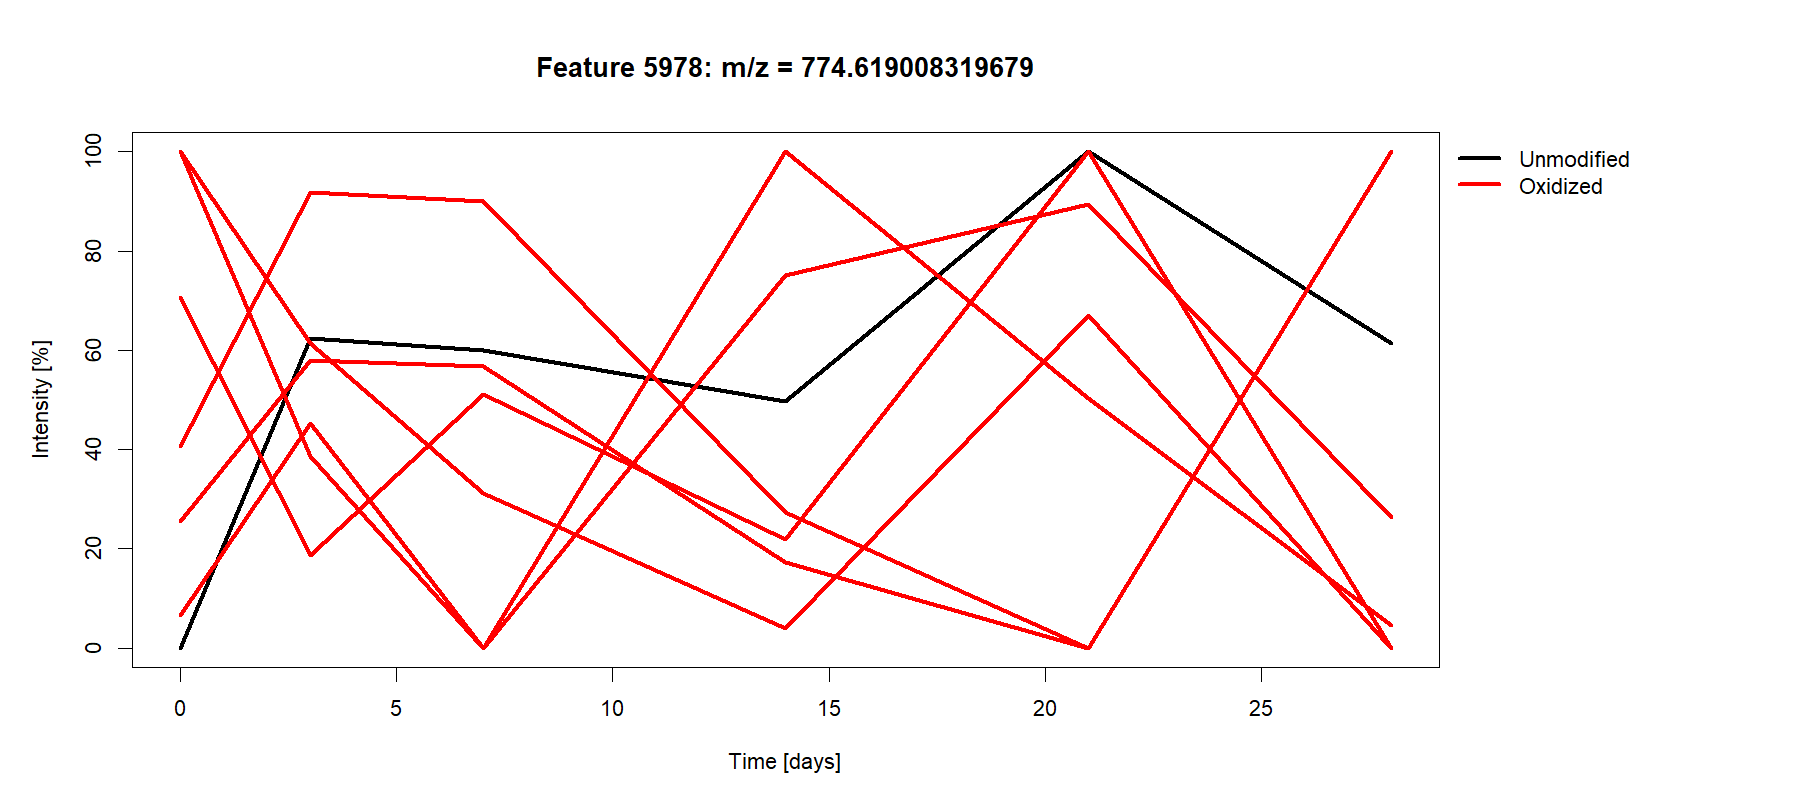 Feature 5978: m/z = 774.619008319679
Unmodified
Oxidized
Intensity [%]
100
80
60
40
20
0
0 5 10 15 20 25
Time [days]